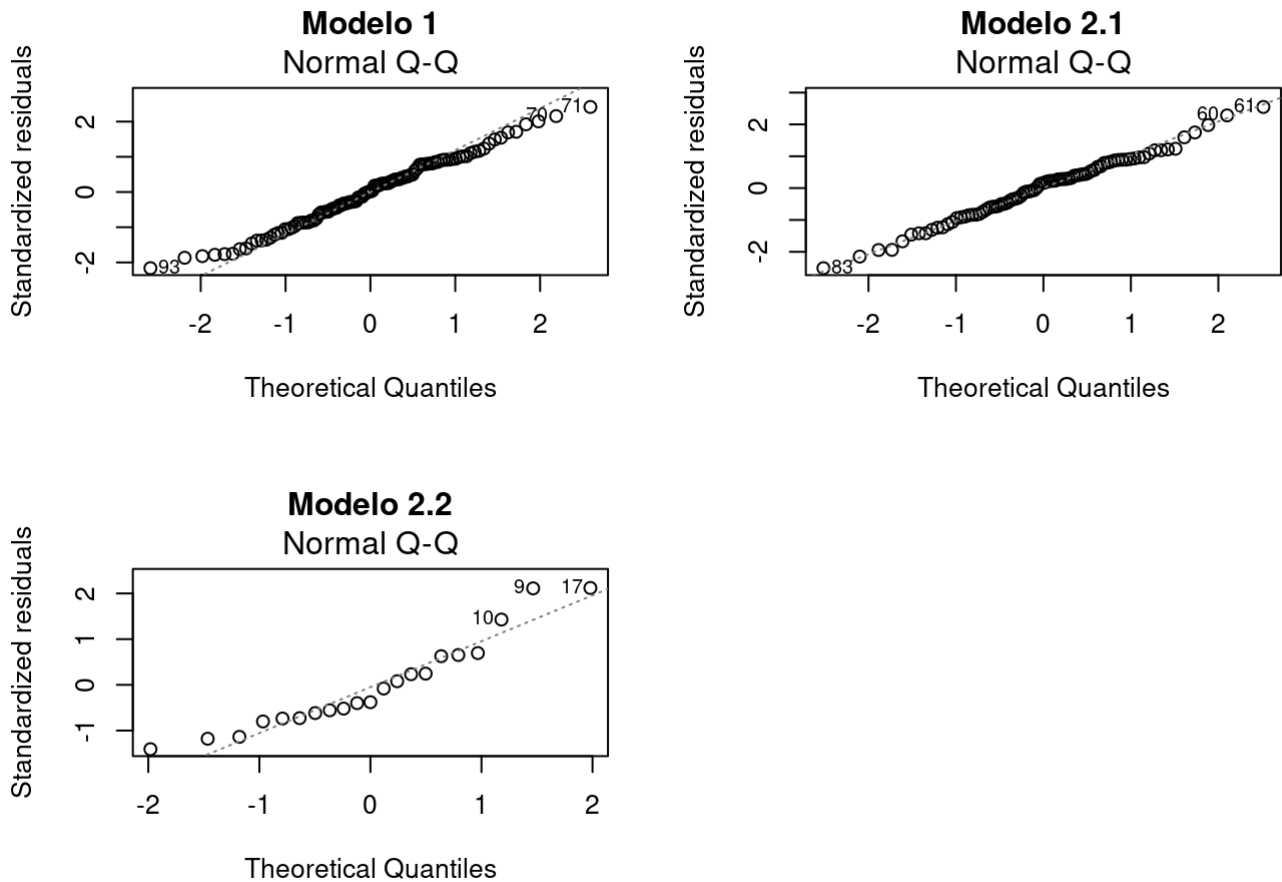 Modelo 1
Normal Q-Q
Standardized residuals
2
0
-2
93
70
71
-2
-1
0
1
2
Theoretical Quantiles
Modelo 2.1
Normal Q-Q
Standardized residuals
2
0
-2
83
60
61
-2
-1
0
1
2
Theoretical Quantiles
Modelo 2.2
Normal Q-Q
Standardized residuals
2
1
0
-1
9
17
10
-2
-1
0
1
2
Theoretical Quantiles